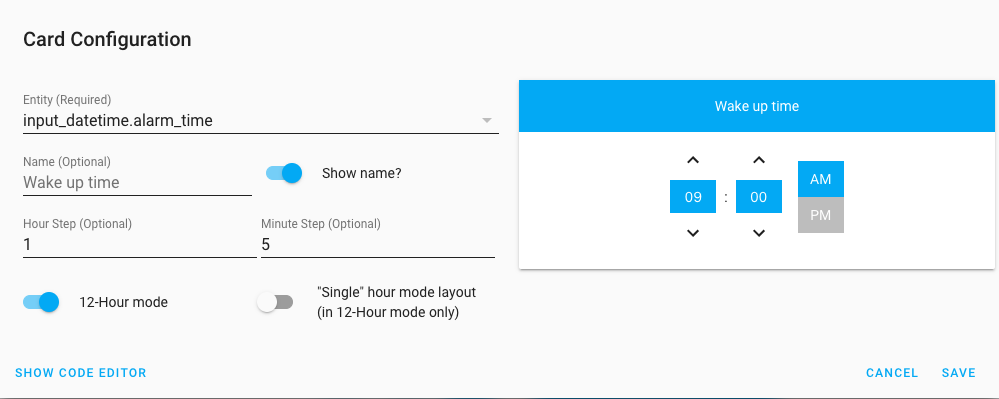 Card Configuration
Entity (Required)
input_datetime.alarm_time
Name (Optional)
Wake up time
Show name?
Hour Step (Optional)
1
Minute Step (Optional)
5
12-Hour mode
"Single" hour mode layout
(in 12-Hour mode only)
Wake up time
09 : 00
AM
PM
SHOW CODE EDITOR
CANCEL
SAVE